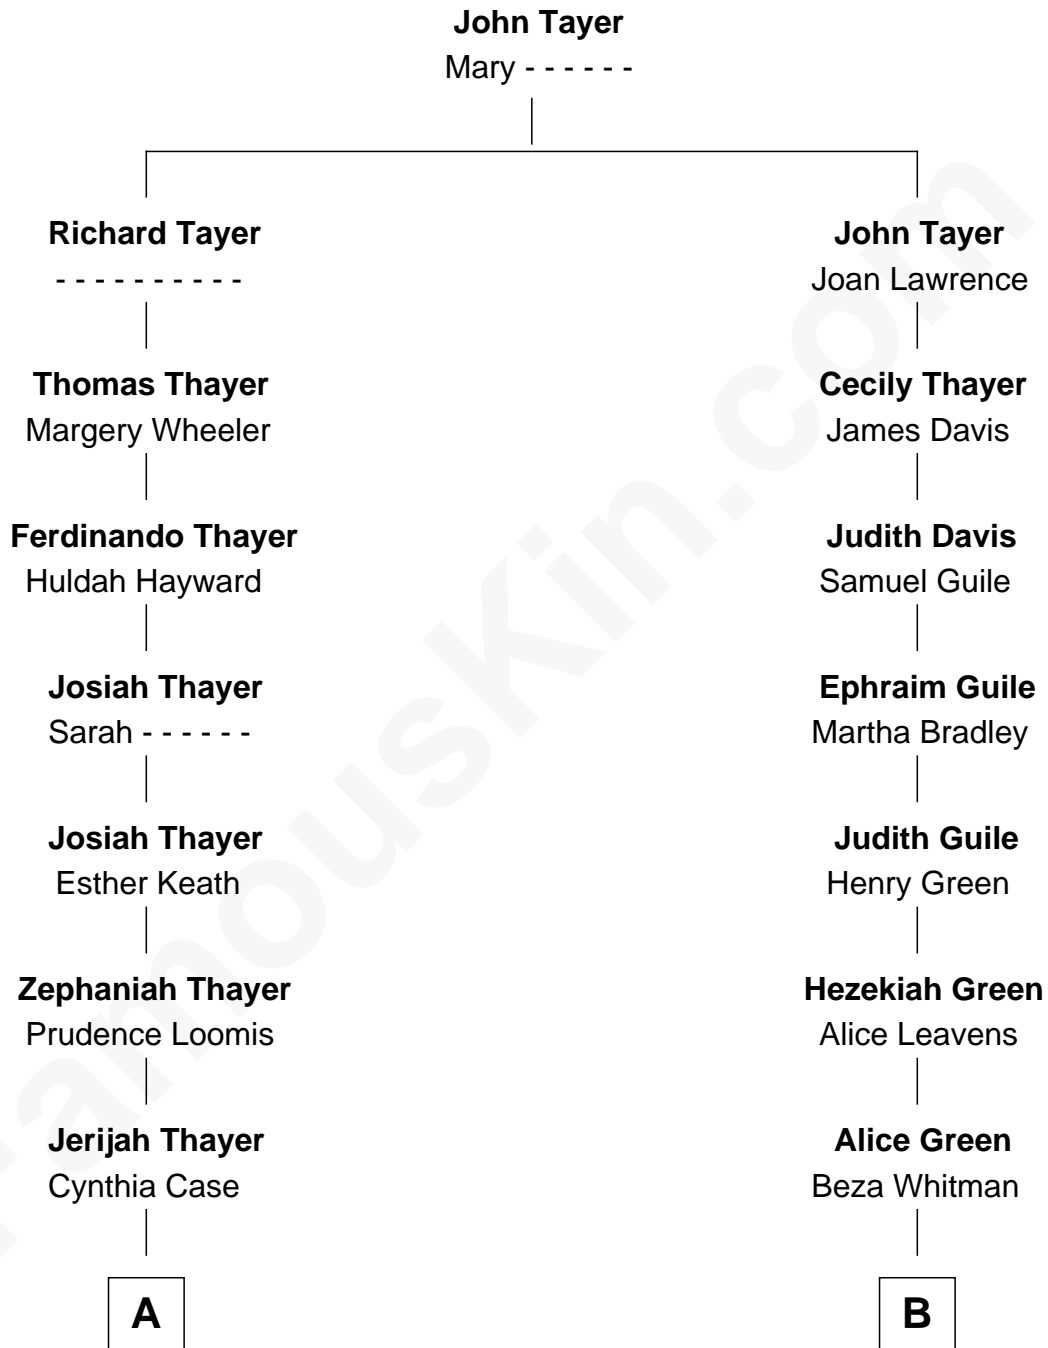 John Tayer
Mary - - - - - -
Richard Tayer
- - - - - - - - - -
John Tayer
Joan Lawrence
Thomas Thayer
Margery Wheeler
Cecily Thayer
James Davis
Ferdinando Thayer
Huldah Hayward
Judith Davis
Samuel Guile
Josiah Thayer
Sarah - - - - - -
Ephraim Guile
Martha Bradley
Josiah Thayer
Esther Keath
Judith Guile
Henry Green
Zephaniah Thayer
Prudence Loomis
Hezekiah Green
Alice Leavens
Jerijah Thayer
Cynthia Case
Alice Green
Beza Whitman
A
B
FamousKin.com